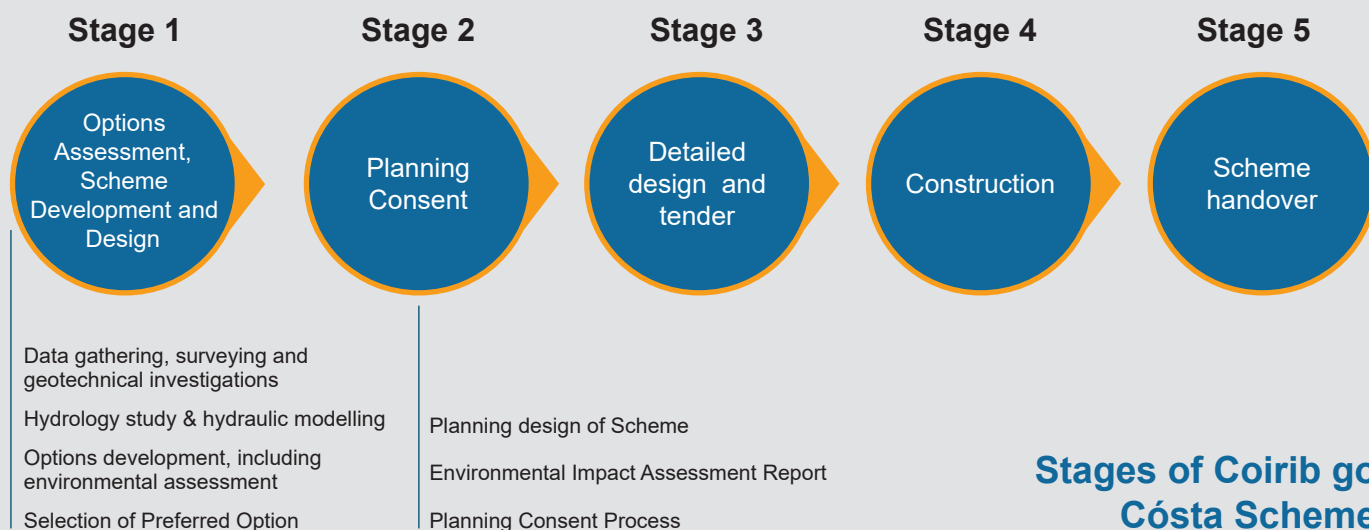 Stage 1
Stage 2
Stage 3
Stage 4
Stage 5
Options
Assessment,
Scheme
Development and
Design
Planning
Consent
Detailed
design and
tender
Construction
Scheme
handover
Data gathering, surveying and
geotechnical investigations
Hydrology study & hydraulic modelling
Options development, including
environmental assessment
Selection of Preferred Option
Planning design of Scheme
Environmental Impact Assessment Report
Planning Consent Process
Stages of Coirib go
Cósta Scheme